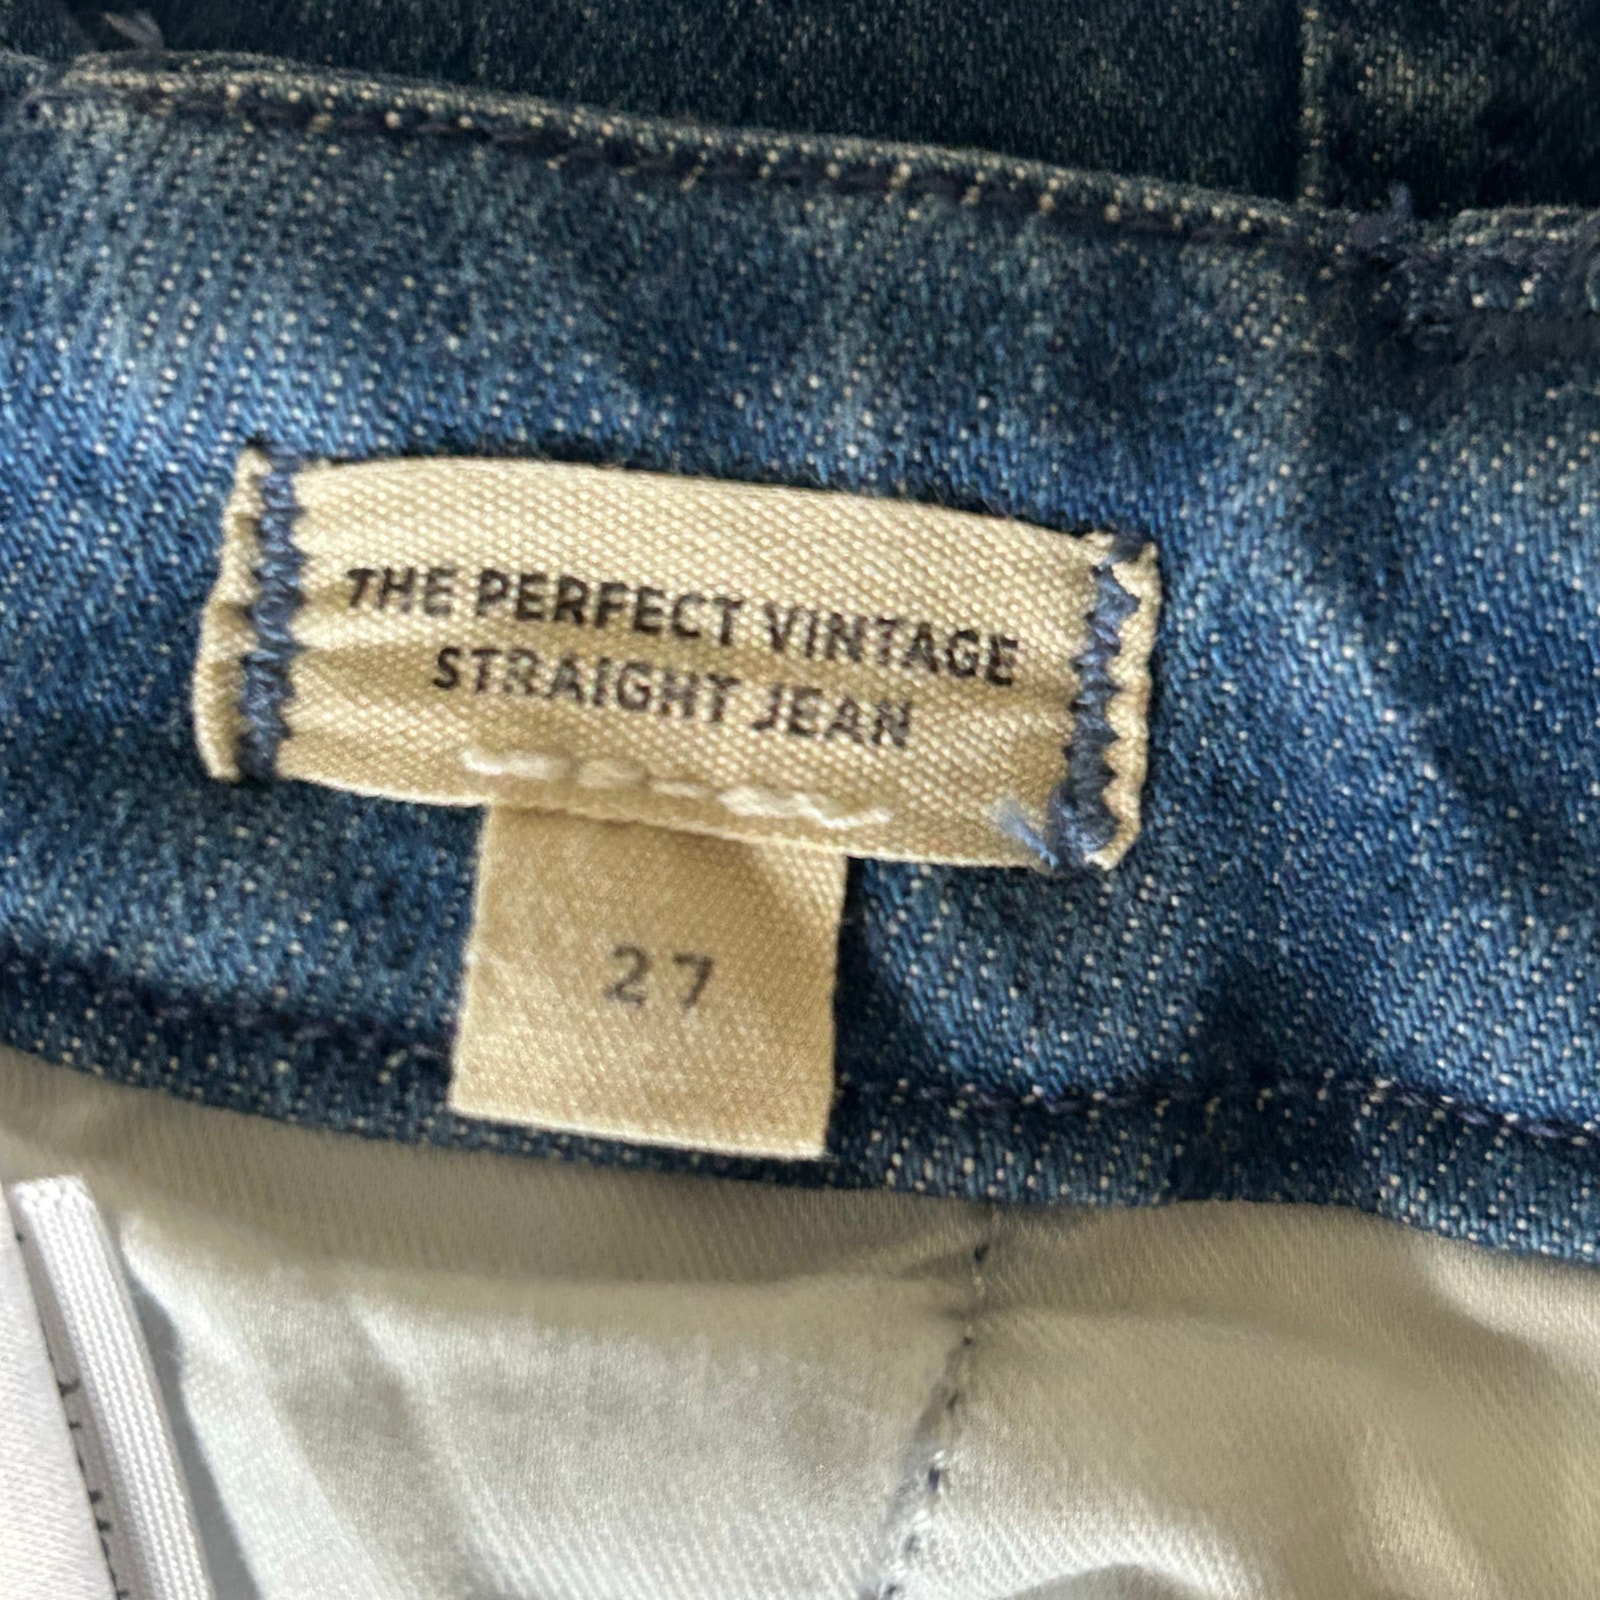 THE PERFECT VINTAGE
STRAIGHT JEAN
27